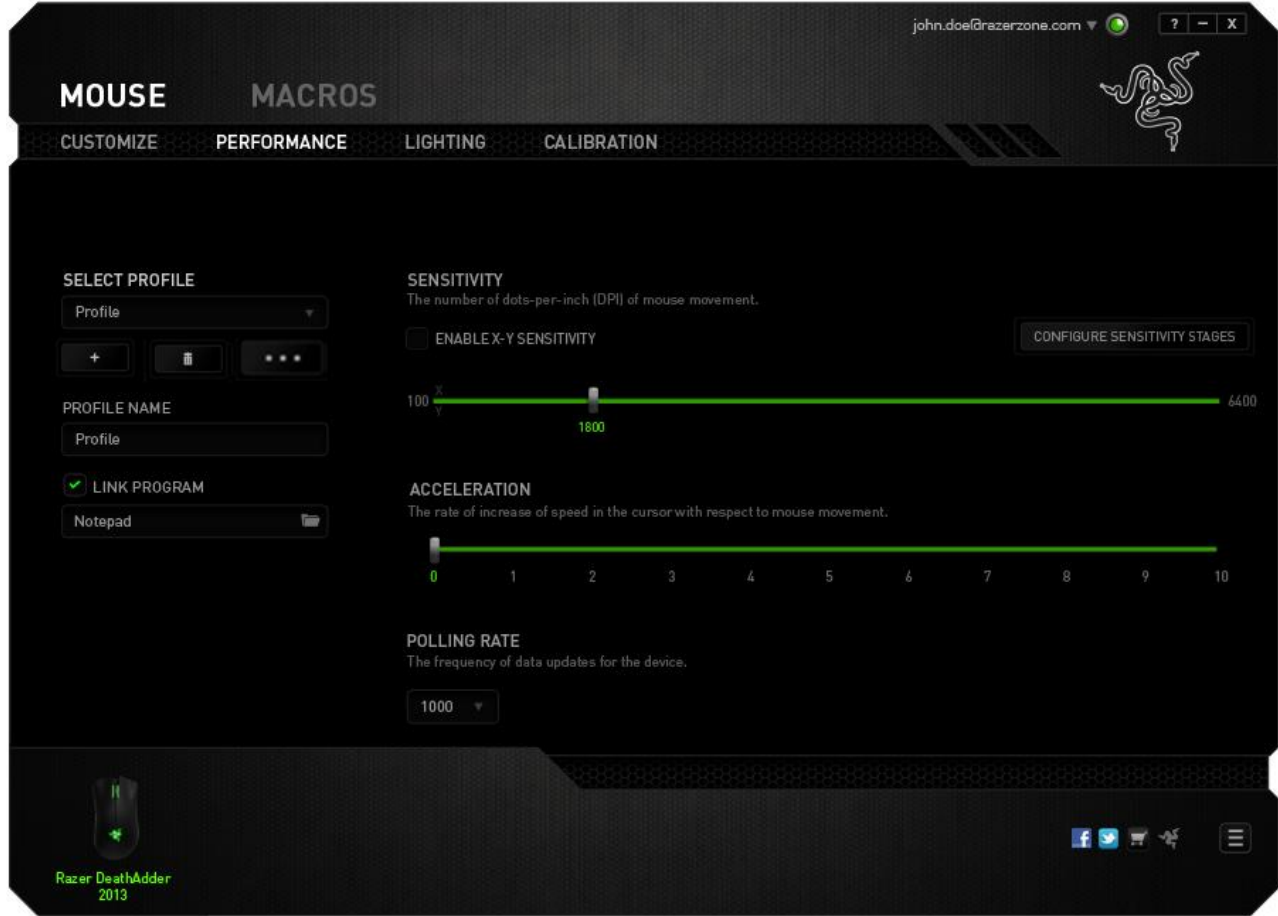 john.doe@razerzone.com
? – X
MOUSE MACROS
CUSTOMIZE PERFORMANCE LIGHTING CALIBRATION
SELECT PROFILE
Profile
+
PROFILE NAME
Profile
LINK PROGRAM
Notepad
SENSITIVITY
The number of dots-per-inch (DPI) of mouse movement.
ENABLE X-Y SENSITIVITY
CONFIGURE SENSITIVITY STAGES
X
100 6400
Y
1800
ACCELERATION
The rate of increase of speed in the cursor with respect to mouse movement.
0 1 2 3 4 5 6 7 8 9 10
POLLING RATE
The frequency of data updates for the device.
1000
Razer DeathAdder
2013
f